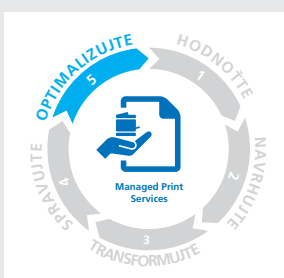 HODNOŤTE
1
NAVRHUJTE
2
TRANSFORMUJTE
3
SPRAVUJTE
4
OPTIMALIZUJTE
5
Managed Print
Services